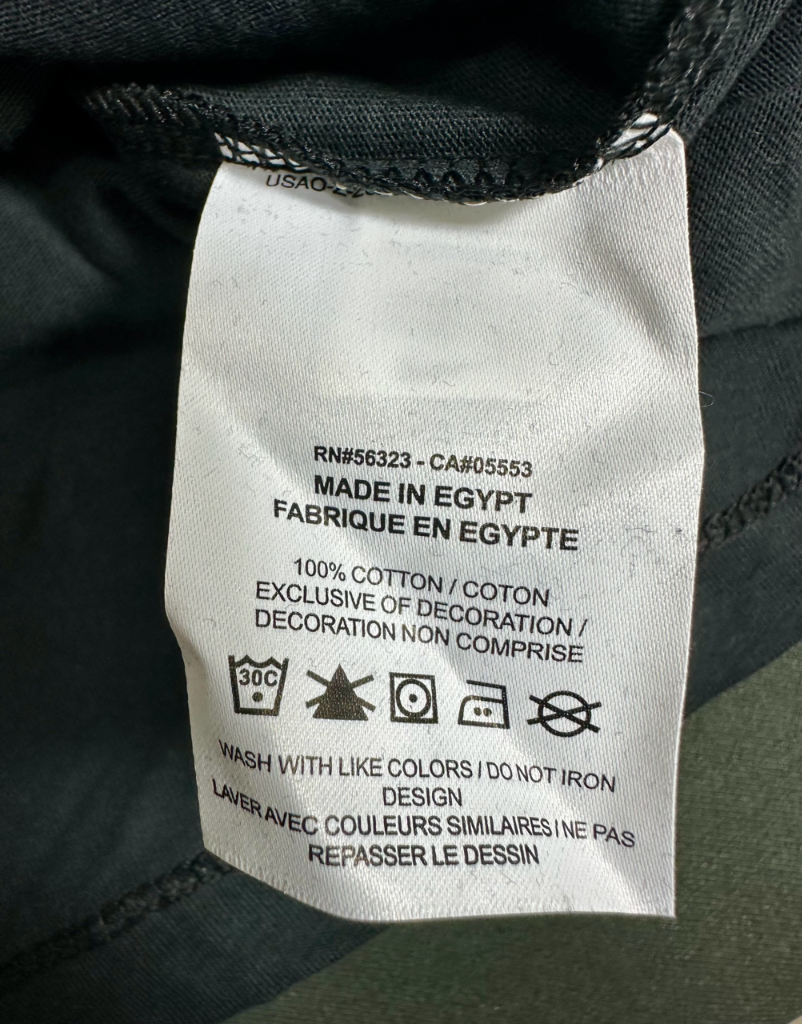 RN#56323 - CA#05553
MADE IN EGYPT
FABRIQUE EN EGYPTE
100% COTTON / COTON
EXCLUSIVE OF DECORATION /
DECORATION NON COMPRISE
30C
WASH WITH LIKE COLORS / DO NOT IRON
DESIGN
LAVER AVEC COULEURS SIMILAIRES / NE PAS
REPASSER LE DESSIN